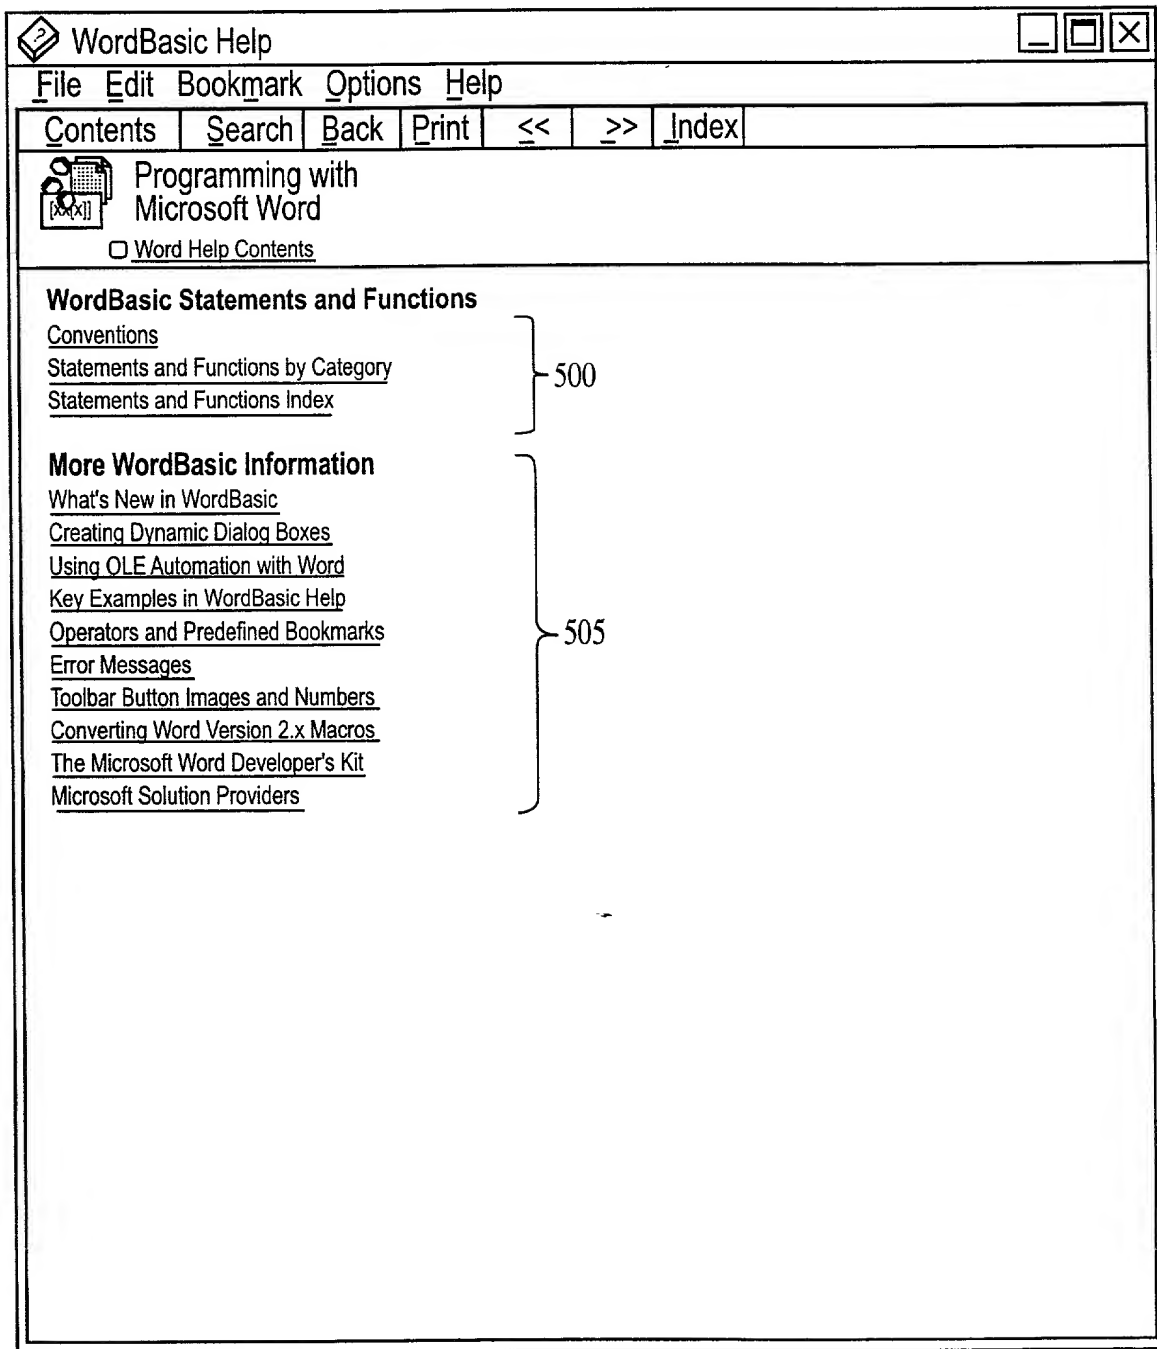 WordBasic Help
File Edit Bookmark Options Help
Contents Search Back Print << >> Index
[xx[x]]
Programming with
Microsoft Word
Word Help Contents
WordBasic Statements and Functions
Conventions
Statements and Functions by Category
Statements and Functions Index
500
More WordBasic Information
What's New in WordBasic
Creating Dynamic Dialog Boxes
Using OLE Automation with Word
Key Examples in WordBasic Help
Operators and Predefined Bookmarks
Error Messages
Toolbar Button Images and Numbers
Converting Word Version 2.x Macros
The Microsoft Word Developer's Kit
Microsoft Solution Providers
505